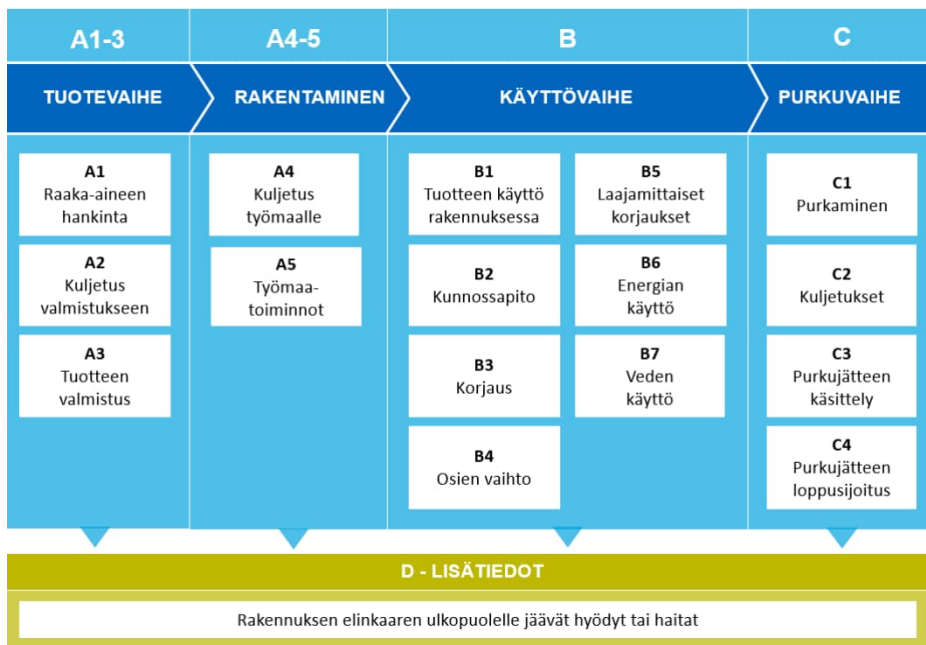 A1-3
A4-5
B
C
TUOTEVAIHE
RAKENTAMINEN
KÄYTTÖVAIHE
PURKUVAIHE
A1
Raaka-aineen
hankinta
A2
Kuljetus
valmistukseen
A3
Tuotteen
valmistus
A4
Kuljetus
työmaalle
A5
Työmaa-
toiminnot
B1
Tuotteen käyttö
rakennuksessa
B2
Kunnossapito
B3
Korjaus
B4
Osien vaihto
B5
Laajamittaiset
korjaukset
B6
Energian
käyttö
B7
Veden
käyttö
C1
Purkaminen
C2
Kuljetukset
C3
Purkujätteen
käsittely
C4
Purkujätteen
loppusijoitus
D - LISÄTIEDOT
Rakennuksen elinkaaren ulkopuolelle jäävät hyödyt tai haitat